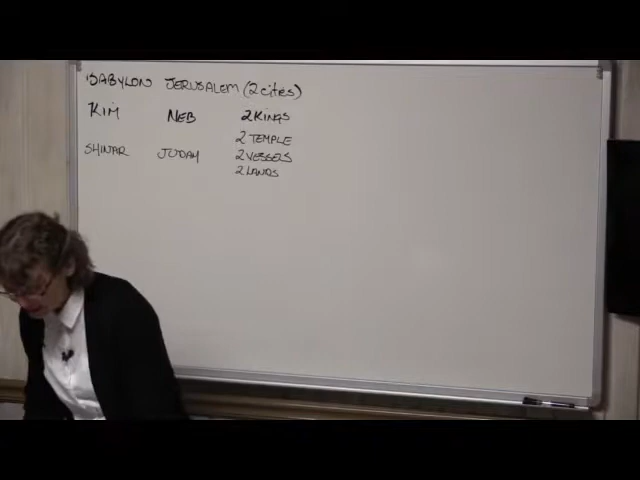 BABYLON JERUSALEM (2 cites)
KIM NEB 2 KINGS
2 TEMPLE
SHINAR JUDAH 2 VESSELS
2 LANDS